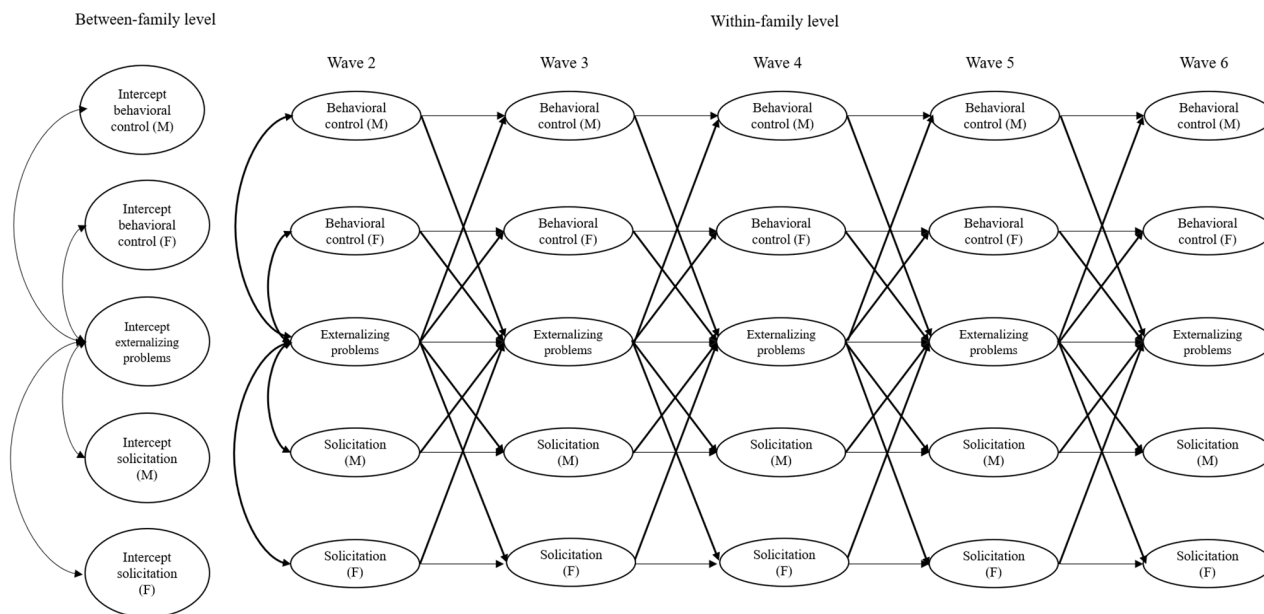 Between-family level
Within-family level
Wave 2
Wave 3
Wave 4
Wave 5
Wave 6
Intercept
behavioral
control (M)
Behavioral
control (M)
Behavioral
control (M)
Behavioral
control (M)
Behavioral
control (M)
Behavioral
control (M)
Intercept
behavioral
control (F)
Behavioral
control (F)
Behavioral
control (F)
Behavioral
control (F)
Behavioral
control (F)
Behavioral
control (F)
Intercept
externalizing
problems
Externalizing
problems
Externalizing
problems
Externalizing
problems
Externalizing
problems
Externalizing
problems
Intercept
solicitation
(M)
Solicitation
(M)
Solicitation
(M)
Solicitation
(M)
Solicitation
(M)
Solicitation
(M)
Intercept
solicitation
(F)
Solicitation
(F)
Solicitation
(F)
Solicitation
(F)
Solicitation
(F)
Solicitation
(F)